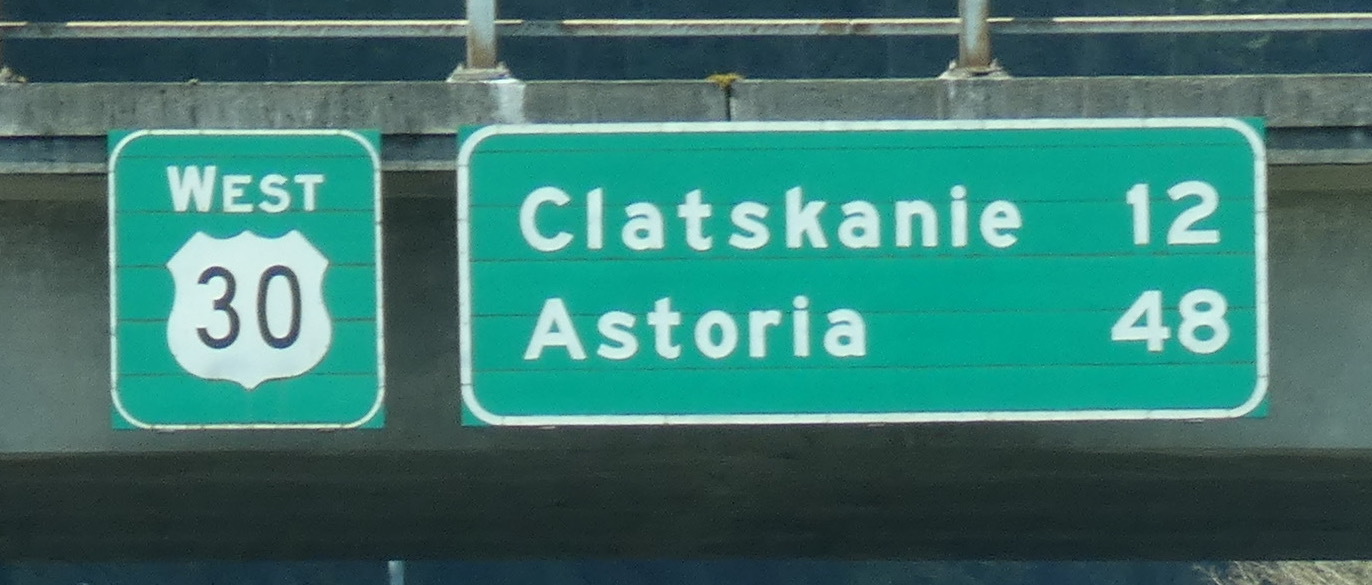 WEST
30
Clatskanie 12
Astoria 48